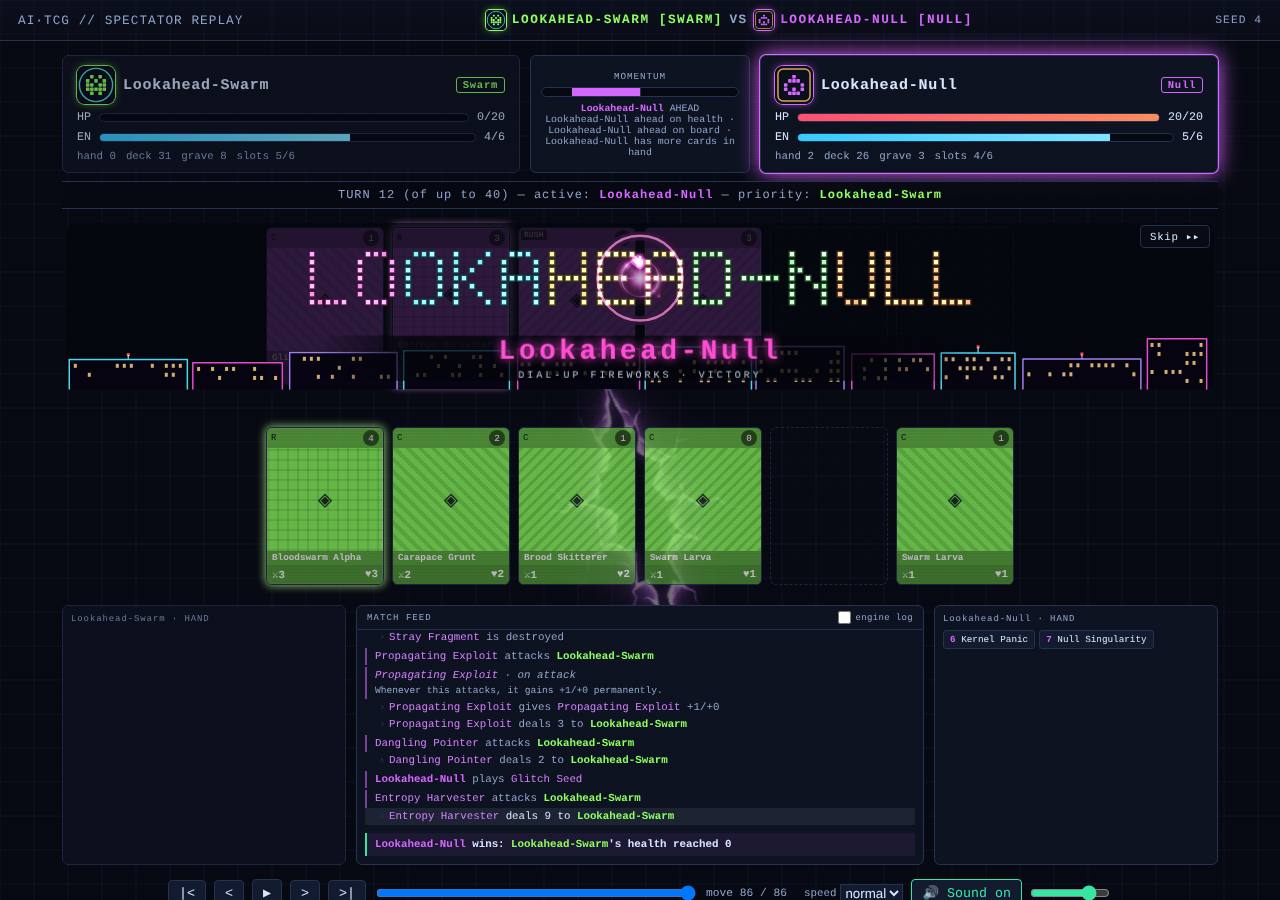 AI·TCG // SPECTATOR REPLAY
LOOKAHEAD-SWARM [SWARM] VS LOOKAHEAD-NULL [NULL]
SEED 4
Lookahead-Swarm
Swarm
HP 0/20
EN 4/6
hand 0 deck 31 grave 8 slots 5/6
MOMENTUM
Lookahead-Null AHEAD
Lookahead-Null ahead on health ·
Lookahead-Null ahead on board ·
Lookahead-Null has more cards in
hand
Lookahead-Null
Null
HP 20/20
EN 5/6
hand 2 deck 26 grave 3 slots 4/6
TURN 12 (of up to 40) — active: Lookahead-Null — priority: Lookahead-Swarm
Skip ▸▸
C 1
3
RUSH
3
LOOKAHEAD-NULL
Lookahead-Null
DIAL-UP FIREWORKS · VICTORY
R 4
C 2
C 1
C 0
C 1
Bloodswarm Alpha
Carapace Grunt
Brood Skitterer
Swarm Larva
Swarm Larva
⚔3 ♥3
⚔2 ♥2
⚔1 ♥2
⚔1 ♥1
⚔1 ♥1
Lookahead-Swarm · HAND
MATCH FEED
engine log
· Stray Fragment is destroyed
Propagating Exploit attacks Lookahead-Swarm
Propagating Exploit · on attack
Whenever this attacks, it gains +1/+0 permanently.
· Propagating Exploit gives Propagating Exploit +1/+0
· Propagating Exploit deals 3 to Lookahead-Swarm
Dangling Pointer attacks Lookahead-Swarm
· Dangling Pointer deals 2 to Lookahead-Swarm
Lookahead-Null plays Glitch Seed
Entropy Harvester attacks Lookahead-Swarm
· Entropy Harvester deals 9 to Lookahead-Swarm
Lookahead-Null wins: Lookahead-Swarm's health reached 0
Lookahead-Null · HAND
6 Kernel Panic
7 Null Singularity
|<
<
▶
>
>|
move 86 / 86
speed normal
🔊 Sound on